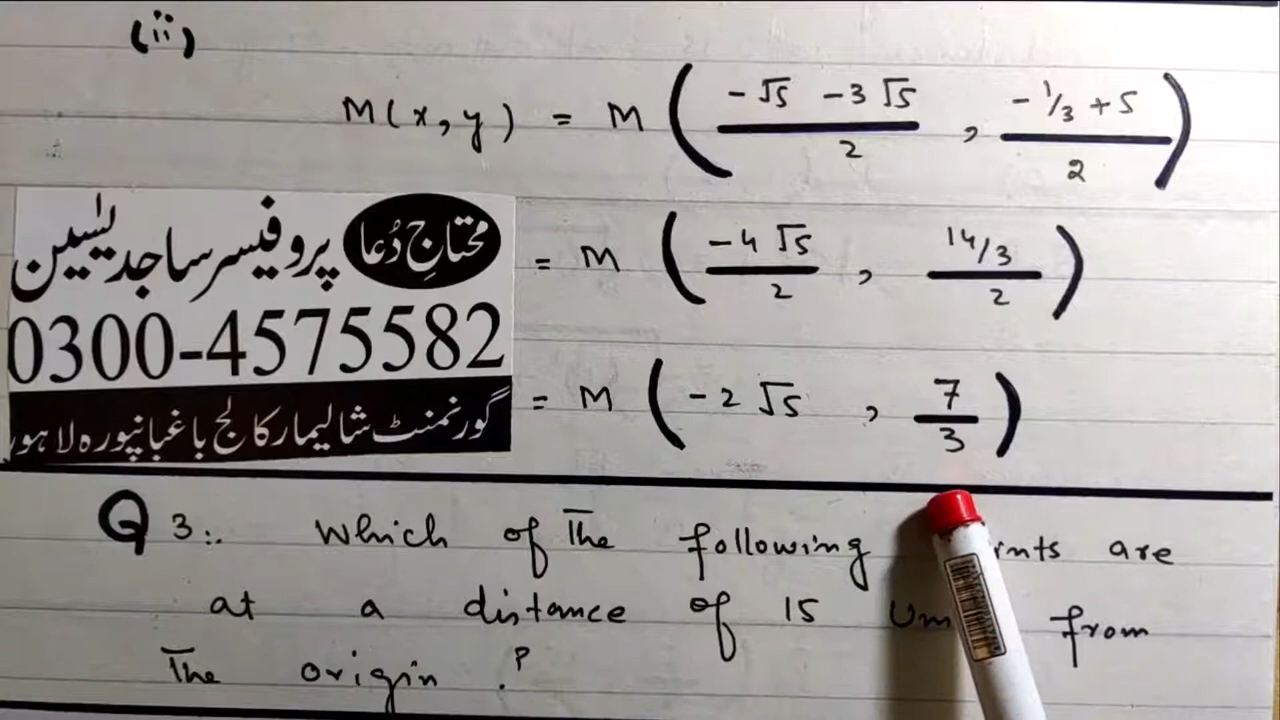 (ii)
M(x, y) = M ( -√5 -3√5 / 2 , -1/3 + 5 / 2 )
= M ( -4√5 / 2 , 14/3 / 2 )
= M ( -2√5 , 7/3 )
محتاجِ دُعا پروفیسر ساجد یٰسین
0300-4575582
گورنمنٹ شالیمار کالج باغبانپورہ لاہور
Q 3:. Which of The following are
at a distance of 15 from
The origin .?